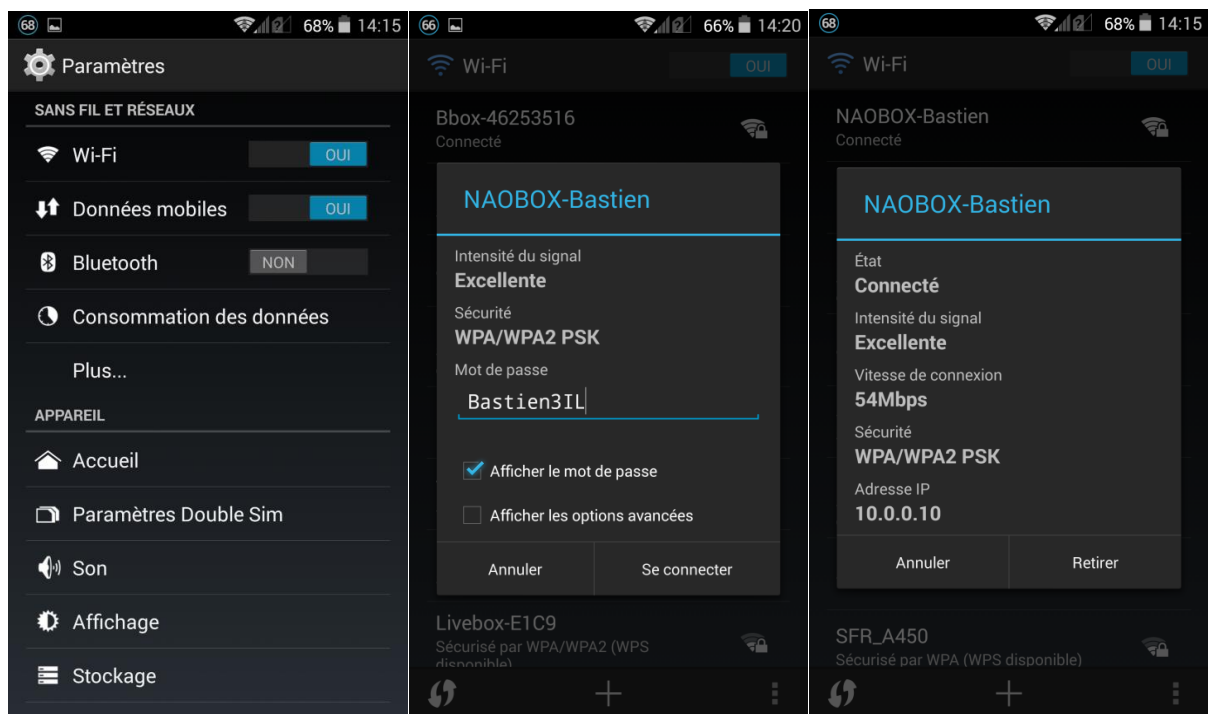 68
68% 14:15
Paramètres
SANS FIL ET RÉSEAUX
Wi-Fi OUI
Données mobiles OUI
Bluetooth NON
Consommation des données
Plus...
APPAREIL
Accueil
Paramètres Double Sim
Son
Affichage
Stockage
66
66% 14:20
Wi-Fi OUI
Bbox-46253516
Connecté
NAOBOX-Bastien
Intensité du signal
Excellente
Sécurité
WPA/WPA2 PSK
Mot de passe
Bastien3IL
Afficher le mot de passe
Afficher les options avancées
Annuler Se connecter
Livebox-E1C9
Sécurisé par WPA/WPA2 (WPS
disponible)
68
68% 14:15
Wi-Fi OUI
NAOBOX-Bastien
Connecté
NAOBOX-Bastien
État
Connecté
Intensité du signal
Excellente
Vitesse de connexion
54Mbps
Sécurité
WPA/WPA2 PSK
Adresse IP
10.0.0.10
Annuler Retirer
SFR_A450
Sécurisé par WPA (WPS disponible)